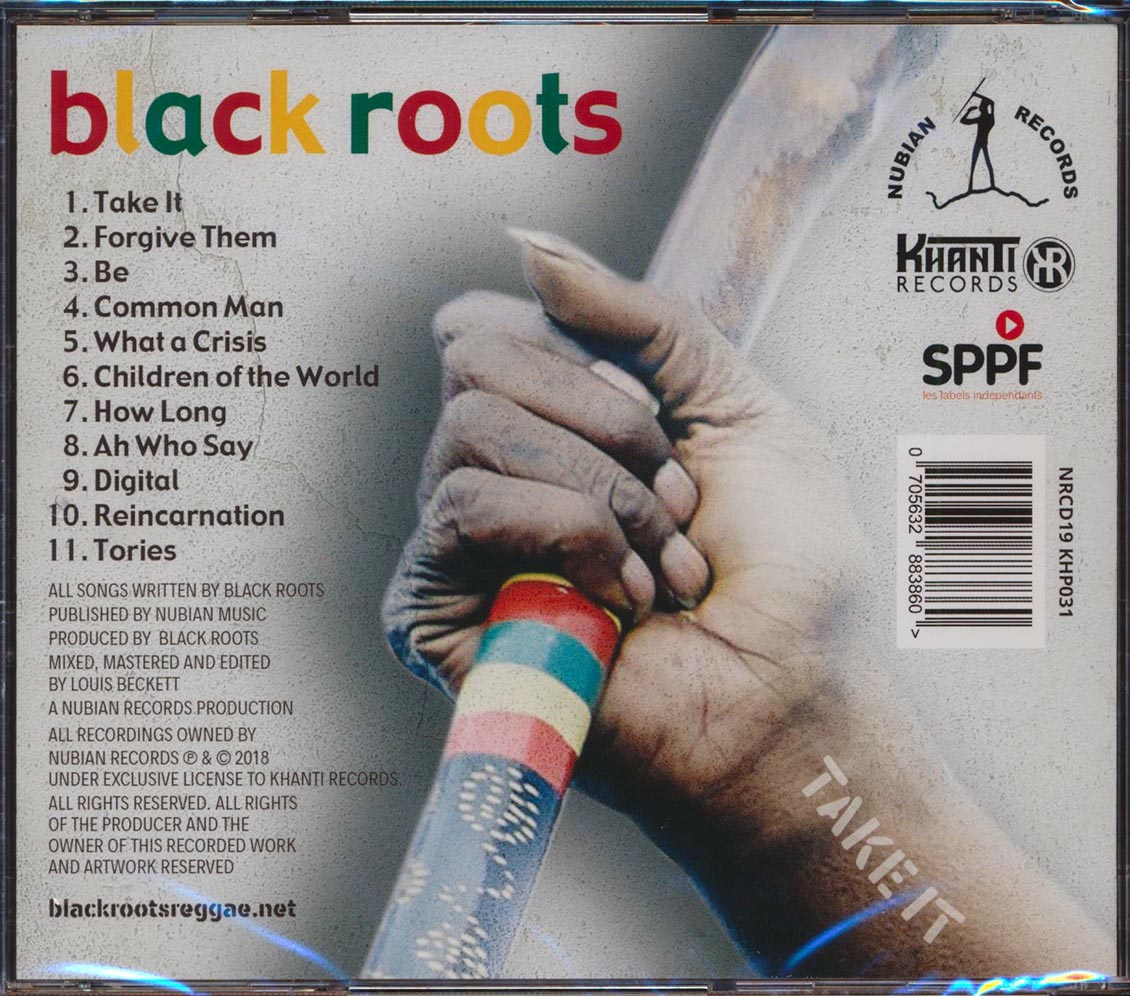 black roots
1. Take It
2. Forgive Them
3. Be
4. Common Man
5. What a Crisis
6. Children of the World
7. How Long
8. Ah Who Say
9. Digital
10. Reincarnation
11. Tories
ALL SONGS WRITTEN BY BLACK ROOTS
PUBLISHED BY NUBIAN MUSIC
PRODUCED BY BLACK ROOTS
MIXED, MASTERED AND EDITED
BY LOUIS BECKETT
A NUBIAN RECORDS PRODUCTION
ALL RECORDINGS OWNED BY
NUBIAN RECORDS ℗ & © 2018
UNDER EXCLUSIVE LICENSE TO KHANTI RECORDS.
ALL RIGHTS RESERVED. ALL RIGHTS
OF THE PRODUCER AND THE
OWNER OF THIS RECORDED WORK
AND ARTWORK RESERVED
blackrootsreggae.net
NUBIAN RECORDS
KHANTI
RECORDS
KR
SPPF
les labels indépendants
0 705632 883860 >
NRCD19 KHP031
TAKE IT